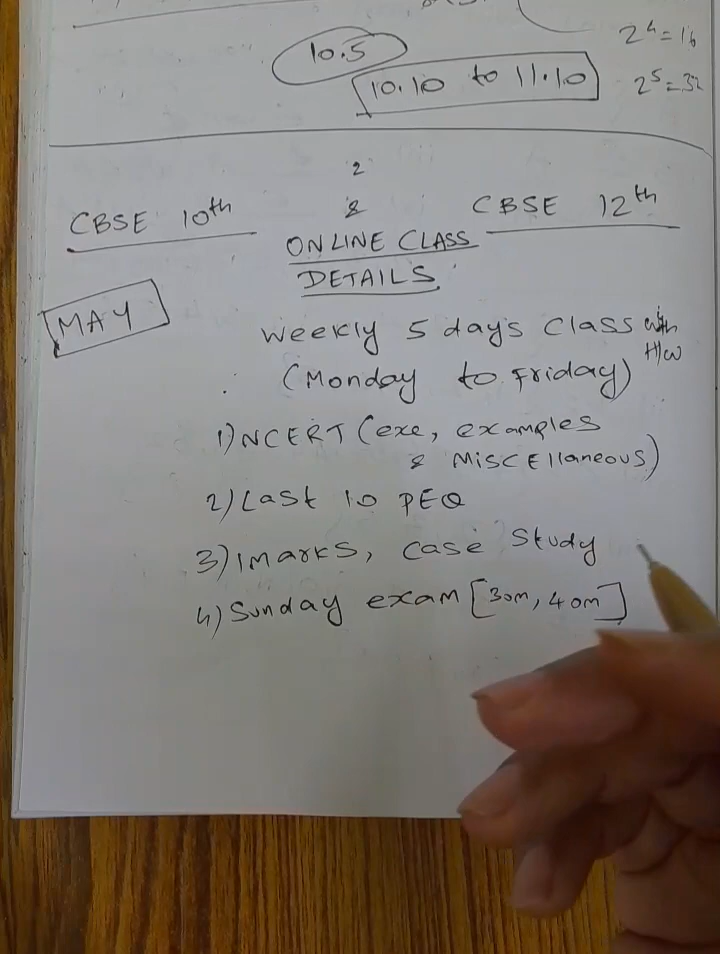 2⁴=16
10.5
10.10 to 11.10
2⁵=32
2
CBSE 10th & CBSE 12th
ONLINE CLASS
DETAILS
MAY
Weekly 5 days class with H/W
(Monday to Friday)
1) NCERT (exe, examples
& Miscellaneous)
2) Last 10 PEQ
3) 1 marks, case study
4) Sunday exam [30m, 40m]